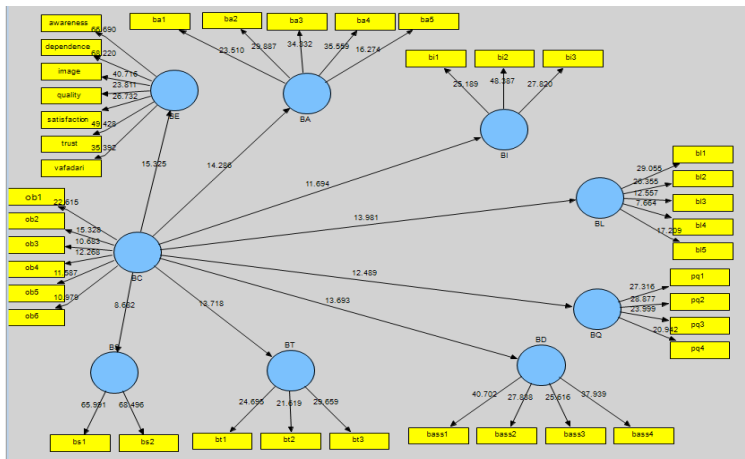 awareness
dependence
image
quality
satisfaction
trust
vafadari
66.690
68.220
40.716
23.811
26.732
49.428
35.392
BE
ba1
ba2
ba3
ba4
ba5
23.510
29.887
34.332
35.559
16.274
BA
bi1
bi2
bi3
25.189
48.387
27.820
BI
bl1
bl2
bl3
bl4
bl5
29.055
26.355
12.557
7.664
17.209
BL
15.325
14.286
11.694
13.981
12.489
13.693
13.718
8.682
ob1
ob2
ob3
ob4
ob5
ob6
22.615
15.328
10.683
12.268
11.587
10.979
BC
pq1
pq2
pq3
pq4
27.316
28.877
23.999
20.942
BQ
65.991
68.496
bs1
bs2
BT
24.695
21.619
29.659
bt1
bt2
bt3
BD
40.702
27.838
25.616
37.939
bass1
bass2
bass3
bass4